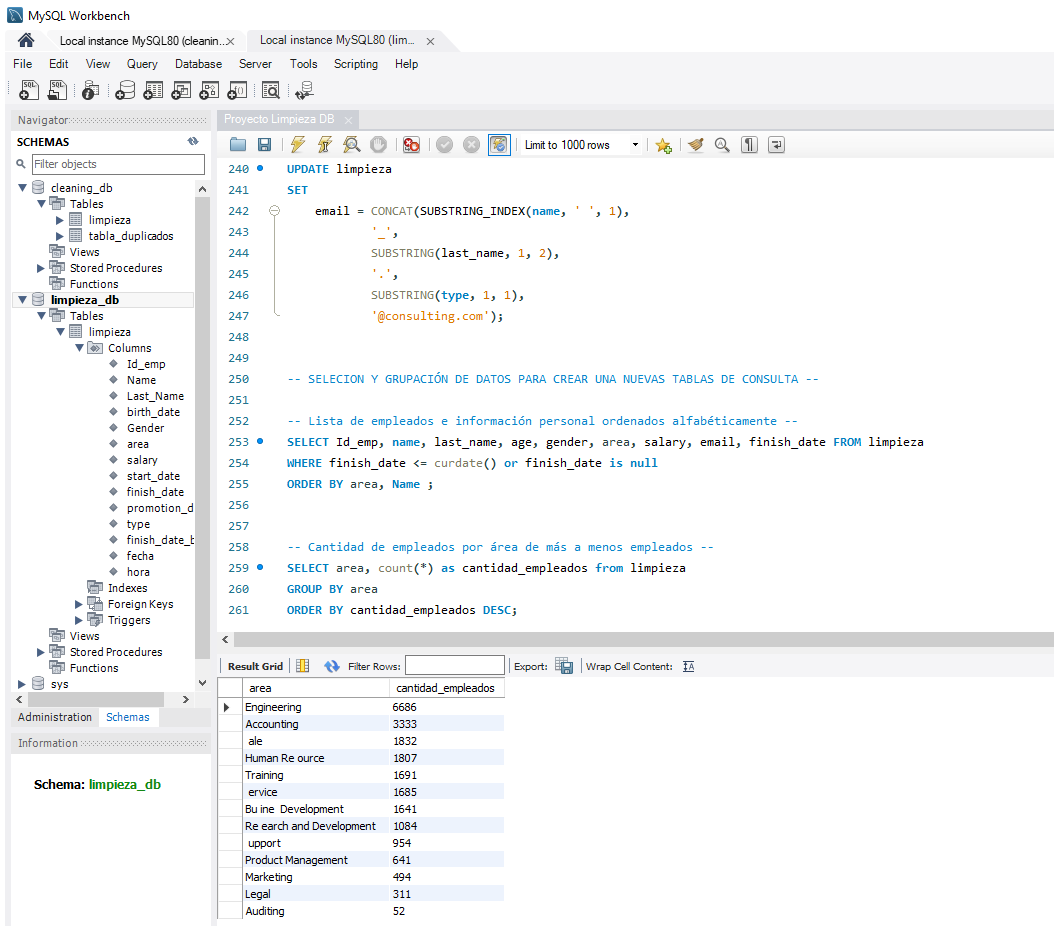 MySQL Workbench
Local instance MySQL80 (cleanin... ×
Local instance MySQL80 (lim... ×
File Edit View Query Database Server Tools Scripting Help
Navigator
SCHEMAS
Filter objects
cleaning_db
Tables
limpieza
tabla_duplicados
Views
Stored Procedures
Functions
limpieza_db
Tables
limpieza
Columns
Id_emp
Name
Last_Name
birth_date
Gender
area
salary
start_date
finish_date
promotion_d
type
finish_date_b
fecha
hora
Indexes
Foreign Keys
Triggers
Views
Stored Procedures
Functions
sys
Administration Schemas
Information
Schema: limpieza_db
Proyecto Limpieza DB ×
Limit to 1000 rows
240 UPDATE limpieza
241 SET
242 email = CONCAT(SUBSTRING_INDEX(name, ' ', 1),
243 '_',
244 SUBSTRING(last_name, 1, 2),
245 '.',
246 SUBSTRING(type, 1, 1),
247 '@consulting.com');
248
249
250 -- SELECION Y GRUPACIÓN DE DATOS PARA CREAR UNA NUEVAS TABLAS DE CONSULTA --
251
252 -- Lista de empleados e información personal ordenados alfabéticamente --
253 SELECT Id_emp, name, last_name, age, gender, area, salary, email, finish_date FROM limpieza
254 WHERE finish_date <= curdate() or finish_date is null
255 ORDER BY area, Name ;
256
257
258 -- Cantidad de empleados por área de más a menos empleados --
259 SELECT area, count(*) as cantidad_empleados from limpieza
260 GROUP BY area
261 ORDER BY cantidad_empleados DESC;
Result Grid Filter Rows: Export: Wrap Cell Content:
area cantidad_empleados
Engineering 6686
Accounting 3333
ale 1832
Human Re ource 1807
Training 1691
ervice 1685
Bu ine Development 1641
Re earch and Development 1084
upport 954
Product Management 641
Marketing 494
Legal 311
Auditing 52